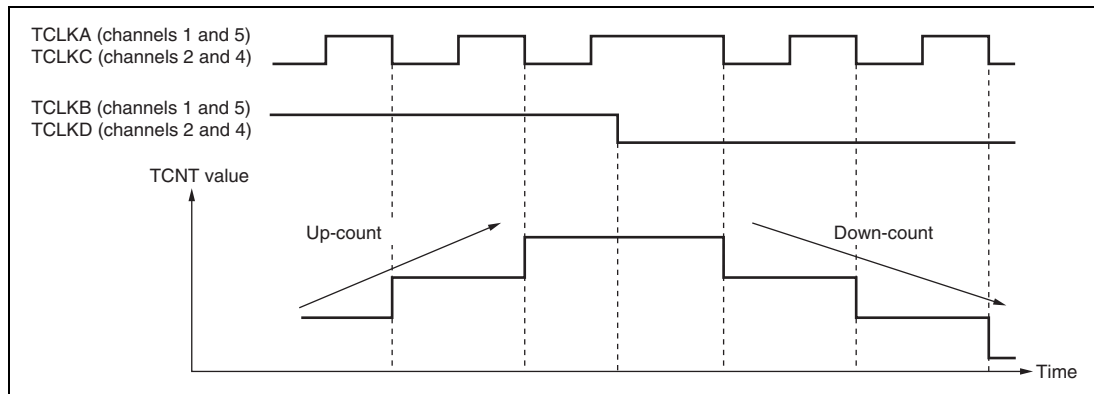 TCLKA (channels 1 and 5)
TCLKC (channels 2 and 4)
TCLKB (channels 1 and 5)
TCLKD (channels 2 and 4)
TCNT value
Up-count
Down-count
Time